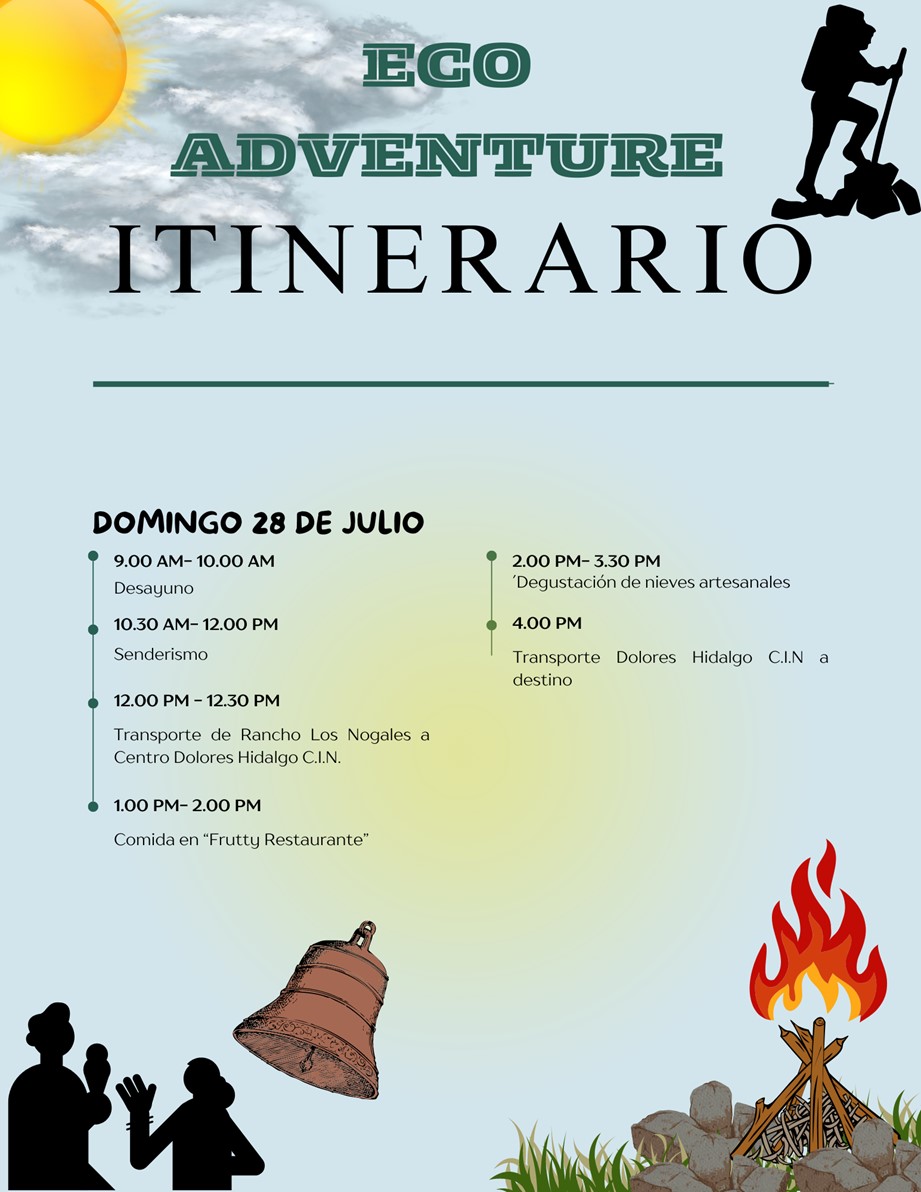 ECO
ADVENTURE
ITINERARIO
DOMINGO 28 DE JULIO
9.00 AM– 10.00 AM
Desayuno
10.30 AM– 12.00 PM
Senderismo
12.00 PM – 12.30 PM
Transporte de Rancho Los Nogales a
Centro Dolores Hidalgo C.I.N.
1.00 PM– 2.00 PM
Comida en “Frutty Restaurante”
2.00 PM– 3.30 PM
´Degustación de nieves artesanales
4.00 PM
Transporte Dolores Hidalgo C.I.N a
destino